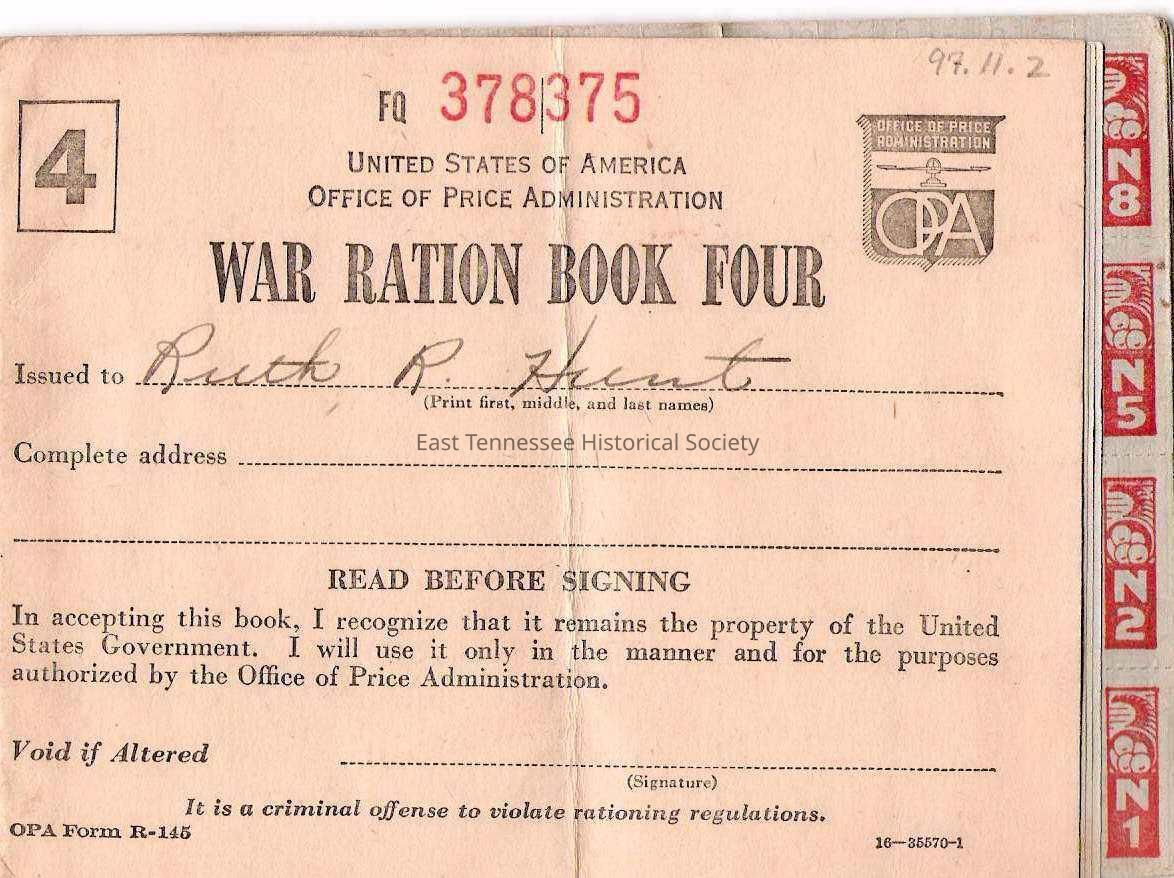 97.11.2
FQ 378375
4
UNITED STATES OF AMERICA
OFFICE OF PRICE ADMINISTRATION
OFFICE OF PRICE
ADMINISTRATION
OPA
WAR RATION BOOK FOUR
Issued to Ruth R. Hunt
(Print first, middle, and last names)
East Tennessee Historical Society
Complete address
READ BEFORE SIGNING
In accepting this book, I recognize that it remains the property of the United
States Government. I will use it only in the manner and for the purposes
authorized by the Office of Price Administration.
Void if Altered
(Signature)
It is a criminal offense to violate rationing regulations.
OPA Form R-145
16—35570-1
N8
N5
N2
N1